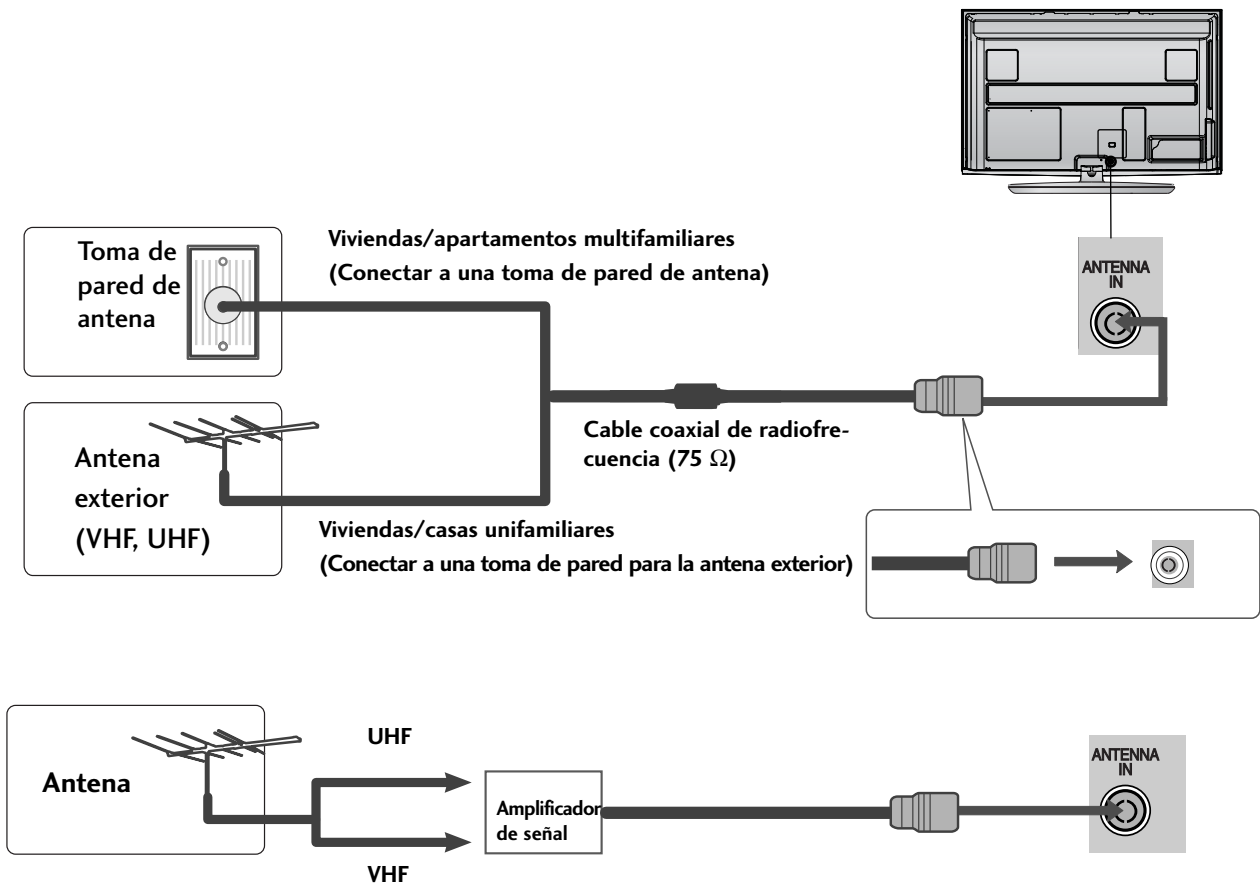 Toma de
pared de
antena
Viviendas/apartamentos multifamiliares
(Conectar a una toma de pared de antena)
ANTENNA
IN
Antena
exterior
(VHF, UHF)
Cable coaxial de radiofre-
cuencia (75 Ω)
Viviendas/casas unifamiliares
(Conectar a una toma de pared para la antena exterior)
Antena
UHF
VHF
Amplificador
de señal
ANTENNA
IN